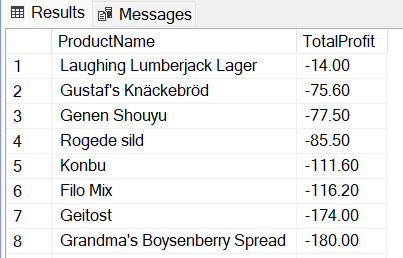 Results Messages
ProductName TotalProfit
1 Laughing Lumberjack Lager -14.00
2 Gustaf's Knäckebröd -75.60
3 Genen Shouyu -77.50
4 Rogede sild -85.50
5 Konbu -111.60
6 Filo Mix -116.20
7 Geitost -174.00
8 Grandma's Boysenberry Spread -180.00